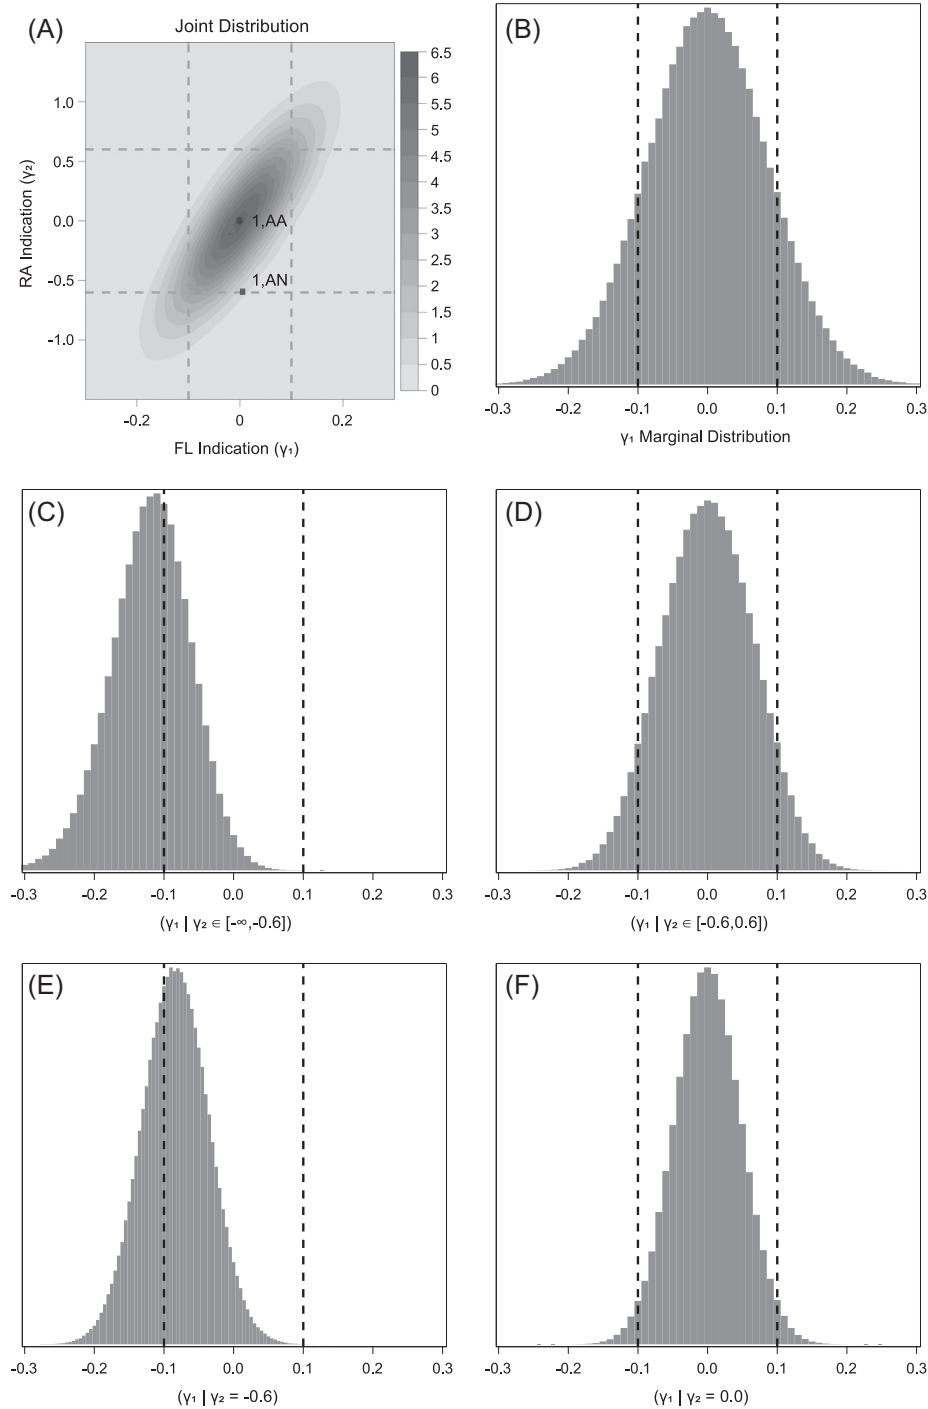 (A)
Joint Distribution
RA Indication (γ₂)
1.0
0.5
0.0
-0.5
-1.0
1,AA
1,AN
-0.2
0
0.2
FL Indication (γ₁)
6.5
6
5.5
5
4.5
4
3.5
3
2.5
2
1.5
1
0.5
0
(B)
-0.3 -0.2 -0.1 0.0 0.1 0.2 0.3
γ₁ Marginal Distribution
(C)
-0.3 -0.2 -0.1 0.0 0.1 0.2 0.3
(γ₁ | γ₂ ∈ [-∞,-0.6])
(D)
-0.3 -0.2 -0.1 0.0 0.1 0.2 0.3
(γ₁ | γ₂ ∈ [-0.6,0.6])
(E)
-0.3 -0.2 -0.1 0.0 0.1 0.2 0.3
(γ₁ | γ₂ = -0.6)
(F)
-0.3 -0.2 -0.1 0.0 0.1 0.2 0.3
(γ₁ | γ₂ = 0.0)